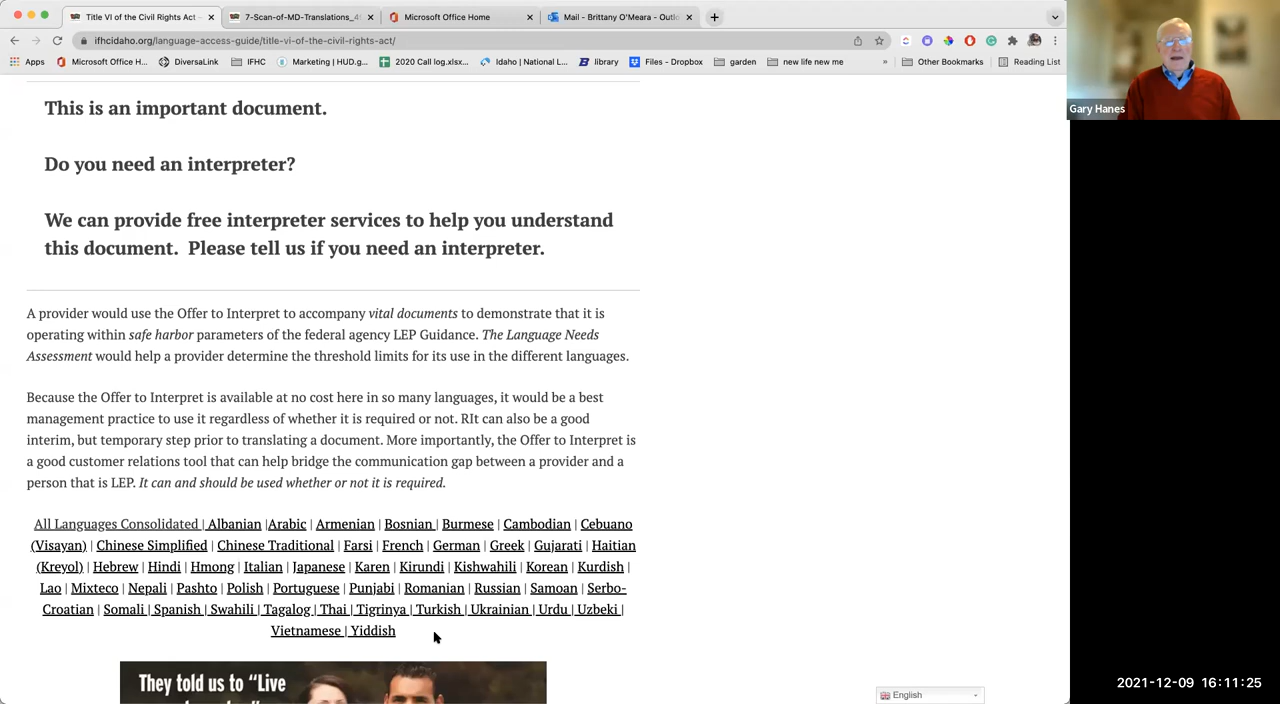 Title VI of the Civil Rights Act -
7-Scan-of-MD-Translations_4
Microsoft Office Home
Mail - Brittany O'Meara - Outl
ifhcidaho.org/language-access-guide/title-vi-of-the-civil-rights-act/
Apps
Microsoft Office H...
DiversaLink
IFHC
Marketing | HUD.g...
2020 Call log.xlsx...
Idaho | National L...
library
Files - Dropbox
garden
new life new me
»
Other Bookmarks
Reading List
Gary Hanes
This is an important document.
Do you need an interpreter?
We can provide free interpreter services to help you understand
this document. Please tell us if you need an interpreter.
A provider would use the Offer to Interpret to accompany vital documents to demonstrate that it is
operating within safe harbor parameters of the federal agency LEP Guidance. The Language Needs
Assessment would help a provider determine the threshold limits for its use in the different languages.
Because the Offer to Interpret is available at no cost here in so many languages, it would be a best
management practice to use it regardless of whether it is required or not. RIt can also be a good
interim, but temporary step prior to translating a document. More importantly, the Offer to Interpret is
a good customer relations tool that can help bridge the communication gap between a provider and a
person that is LEP. It can and should be used whether or not it is required.
All Languages Consolidated | Albanian |Arabic | Armenian | Bosnian | Burmese | Cambodian | Cebuano
(Visayan) | Chinese Simplified | Chinese Traditional | Farsi | French | German | Greek | Gujarati | Haitian
(Kreyol) | Hebrew | Hindi | Hmong | Italian | Japanese | Karen | Kirundi | Kishwahili | Korean | Kurdish |
Lao | Mixteco | Nepali | Pashto | Polish | Portuguese | Punjabi | Romanian | Russian | Samoan | Serbo-
Croatian | Somali | Spanish | Swahili | Tagalog | Thai | Tigrinya | Turkish | Ukrainian | Urdu | Uzbeki |
Vietnamese | Yiddish
They told us to “Live
English
2021-12-09 16:11:25